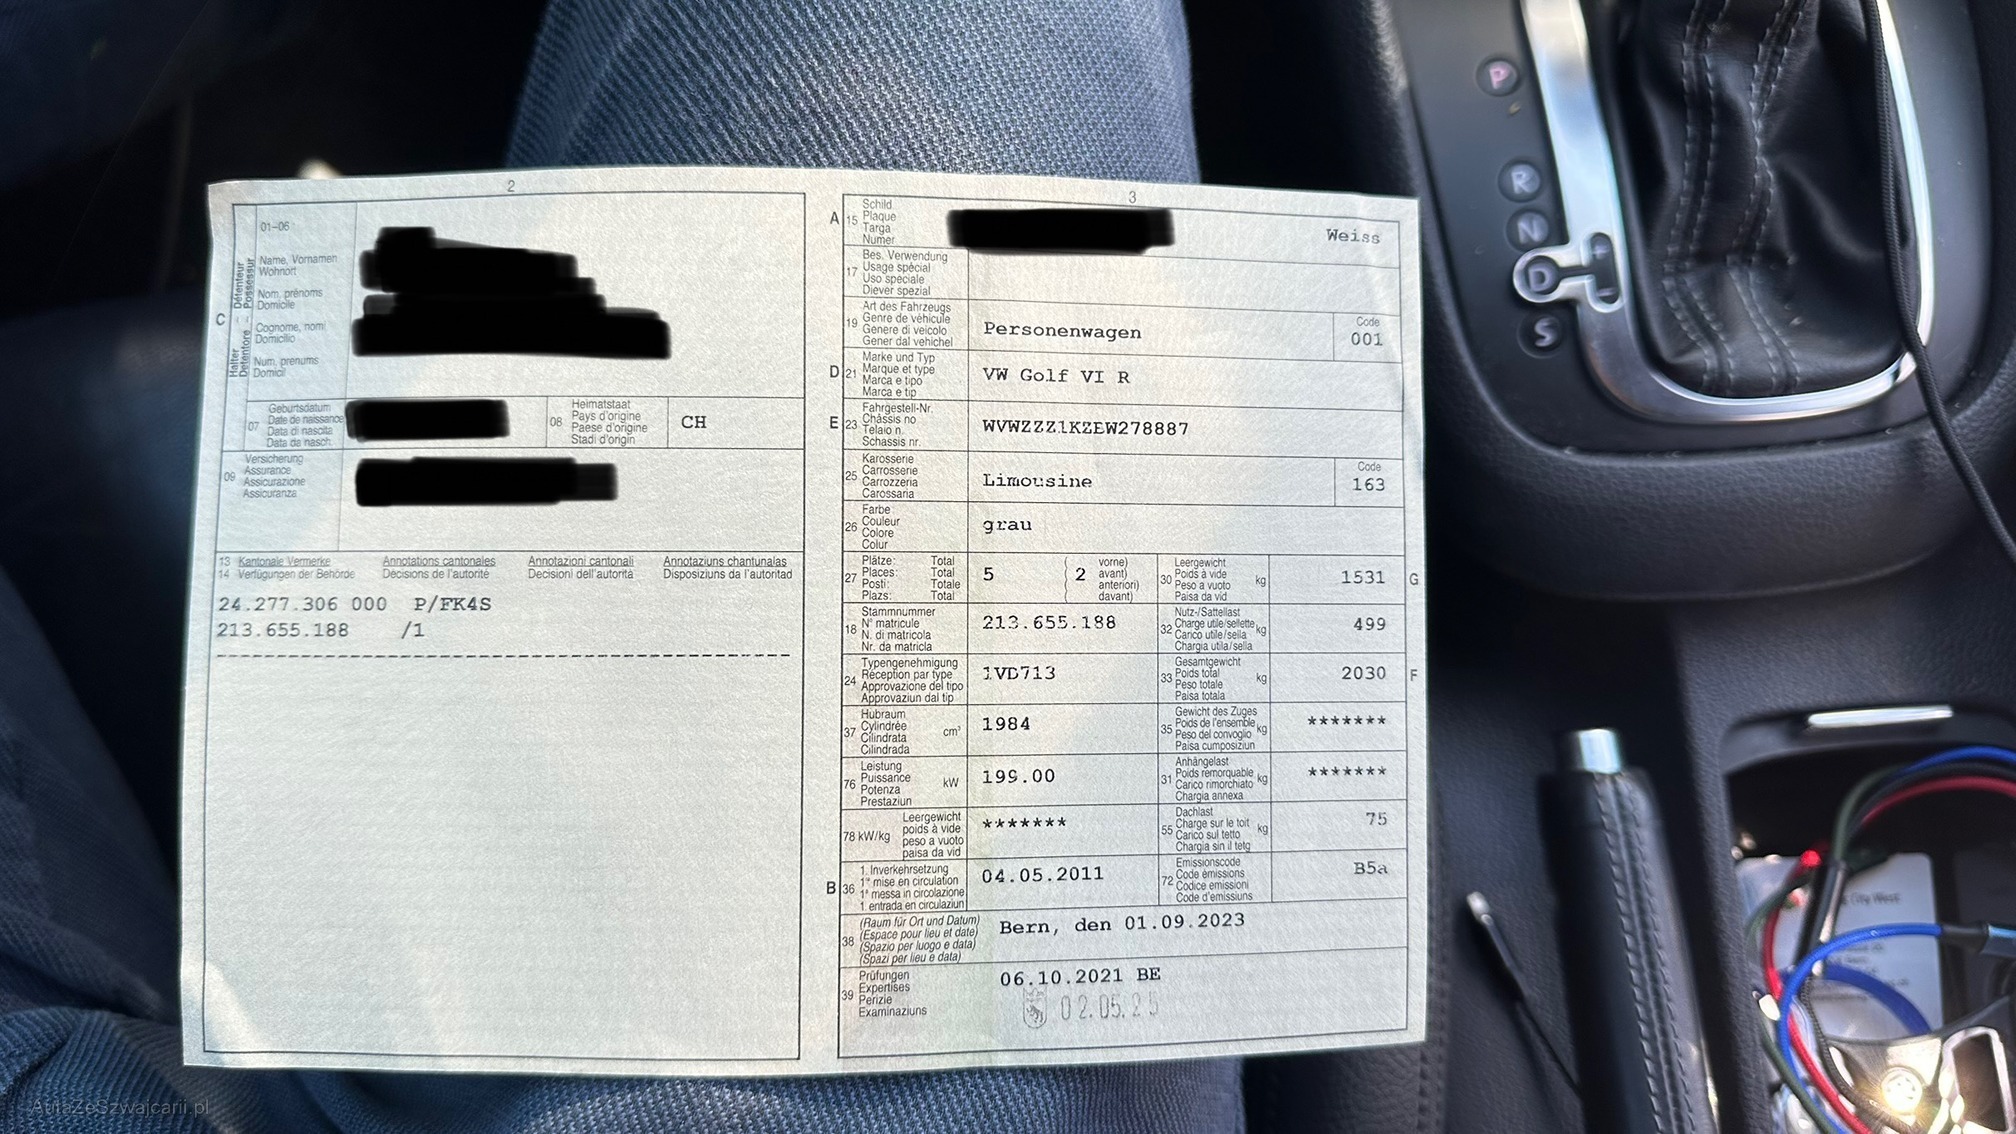 2
01-06
Halter - Détenteur
Detentore - Possessur
C
Name, Vornamen
Wohnort
Nom, prénoms
Domicile
Cognome, nomi
Domicilio
Num, prenums
Domicil
07
Geburtsdatum
Date de naissance
Data di nascita
Data da nasch.
08
Heimatstaat
Pays d'origine
Paese d'origine
Stadi d'origin
CH
09
Versicherung
Assurance
Assicurazione
Assicuranza
13 Kantonale Vermerke Annotations cantonales Annotazioni cantonali Annotaziuns chantunalas
14 Verfügungen der Behörde Décisions de l'autorité Decisioni dell'autorità Disposiziuns da l'autoritad
24.277.306 000 P/FK4S
213.655.188 /1
3
A 15
Schild
Plaque
Targa
Numer
Weiss
17
Bes. Verwendung
Usage spécial
Uso speciale
Diever spezial
19
Art des Fahrzeugs
Genre de véhicule
Genere di veicolo
Gener dal vehichel
Personenwagen
Code
001
D 21
Marke und Typ
Marque et type
Marca e tipo
Marca e tip
VW Golf VI R
E 23
Fahrgestell-Nr.
Châssis no
Telaio n.
Schassis nr.
WVWZZZ1KZEW278887
25
Karosserie
Carrosserie
Carrozzeria
Carossaria
Limousine
Code
163
26
Farbe
Couleur
Colore
Colur
grau
27
Plätze: Total
Places: Total
Posti: Totale
Plazs: Total
5
2
vorne)
avant)
anteriori)
davant)
30
Leergewicht
Poids à vide
Peso a vuoto
Paisa da vid
kg
1531
G
18
Stammnummer
N° matricule
N. di matricola
Nr. da matricla
213.655.188
32
Nutz-/Sattellast
Charge utile/sellette
Carico utile/sella
Chargia utila/sella
kg
499
24
Typengenehmigung
Réception par type
Approvazione del tipo
Approvaziun dal tip
1VD713
33
Gesamtgewicht
Poids total
Peso totale
Paisa totala
kg
2030
F
37
Hubraum
Cylindrée
Cilindrata
Cilindrada
cm³
1984
35
Gewicht des Zuges
Poids de l'ensemble
Peso del convoglio
Paisa cumposiziun
kg
*******
76
Leistung
Puissance
Potenza
Prestaziun
kW
199.00
31
Anhängelast
Poids remorquable
Carico rimorchiato
Chargia annexa
kg
*******
78 kW/kg
Leergewicht
poids à vide
peso a vuoto
paisa da vid
*******
55
Dachlast
Charge sur le toit
Carico sul tetto
Chargia sin il tetg
kg
75
B 36
1. Inverkehrsetzung
1re mise en circulation
1a messa in circolazione
1. entrada en circulaziun
04.05.2011
72
Emissionscode
Code émissions
Codice emissioni
Code d'emissiuns
B5a
38
(Raum für Ort und Datum)
(Espace pour lieu et date)
(Spazio per luogo e data)
(Spazi per lieu e data)
Bern, den 01.09.2023
39
Prüfungen
Expertises
Perizie
Examinaziuns
06.10.2021 BE
02.05.25
P
R
N
D
S
+
City West
AutaZeSzwajcarii.pl